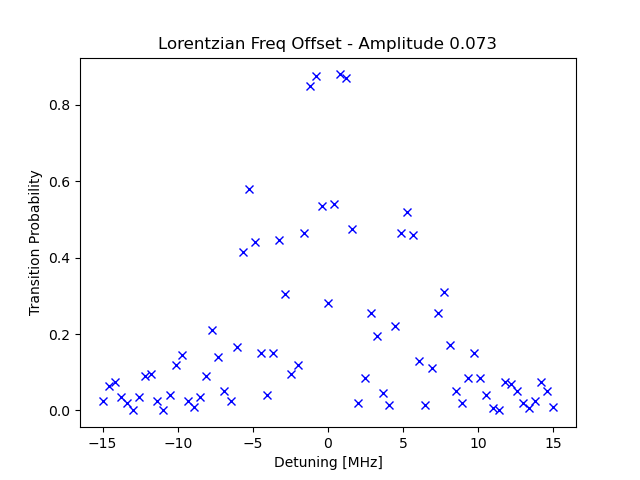 Lorentzian Freq Offset - Amplitude 0.073
Transition Probability
0.8
0.6
0.4
0.2
0.0
−15 −10 −5 0 5 10 15
Detuning [MHz]